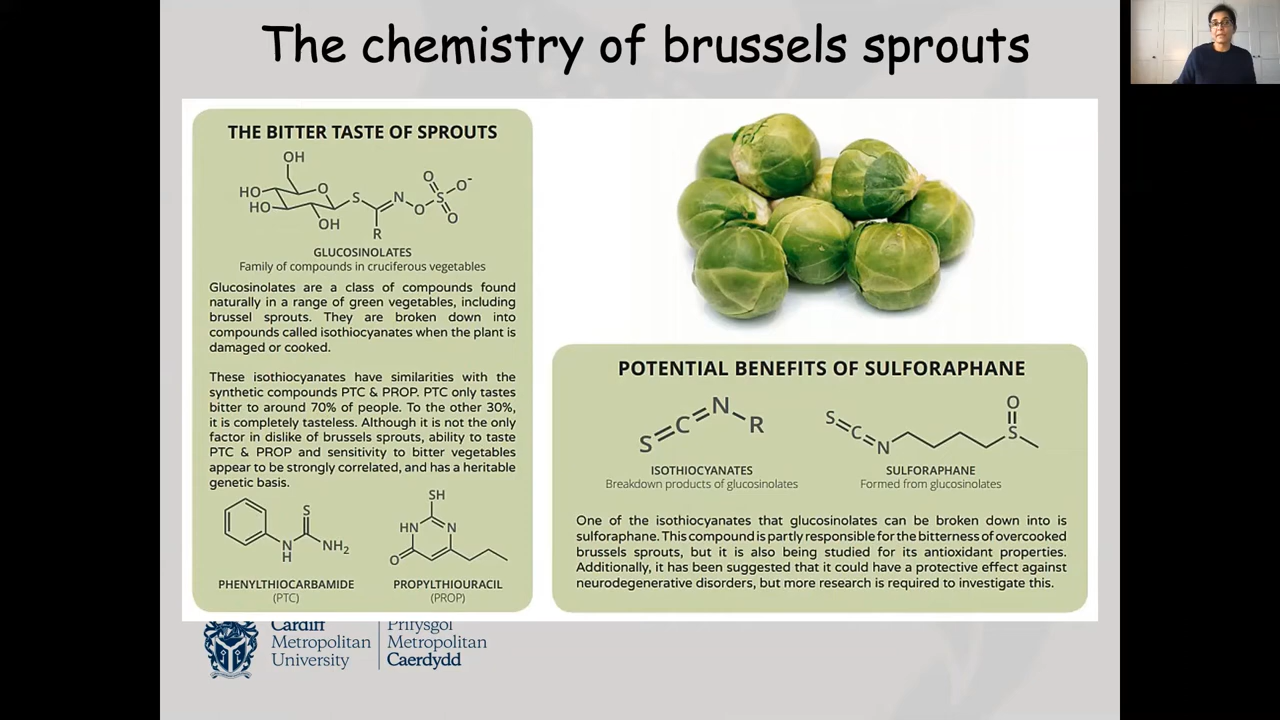 The chemistry of brussels sprouts
THE BITTER TASTE OF SPROUTS
OH
HO
HO
O
OH
S
R
N
O
S
O
O
O-
GLUCOSINOLATES
Family of compounds in cruciferous vegetables
Glucosinolates are a class of compounds found
naturally in a range of green vegetables, including
brussel sprouts. They are broken down into
compounds called isothiocyanates when the plant is
damaged or cooked.
These isothiocyanates have similarities with the
synthetic compounds PTC & PROP. PTC only tastes
bitter to around 70% of people. To the other 30%,
it is completely tasteless. Although it is not the only
factor in dislike of brussels sprouts, ability to taste
PTC & PROP and sensitivity to bitter vegetables
appear to be strongly correlated, and has a heritable
genetic basis.
S
N
H
NH2
PHENYLTHIOCARBAMIDE
(PTC)
SH
HN
N
O
PROPYLTHIOURACIL
(PROP)
POTENTIAL BENEFITS OF SULFORAPHANE
S
C
N
R
ISOTHIOCYANATES
Breakdown products of glucosinolates
S
C
N
O
S
SULFORAPHANE
Formed from glucosinolates
One of the isothiocyanates that glucosinolates can be broken down into is
sulforaphane. This compound is partly responsible for the bitterness of overcooked
brussels sprouts, but it is also being studied for its antioxidant properties.
Additionally, it has been suggested that it could have a protective effect against
neurodegenerative disorders, but more research is required to investigate this.
Cardiff
Metropolitan
University
Prifysgol
Metropolitan
Caerdydd